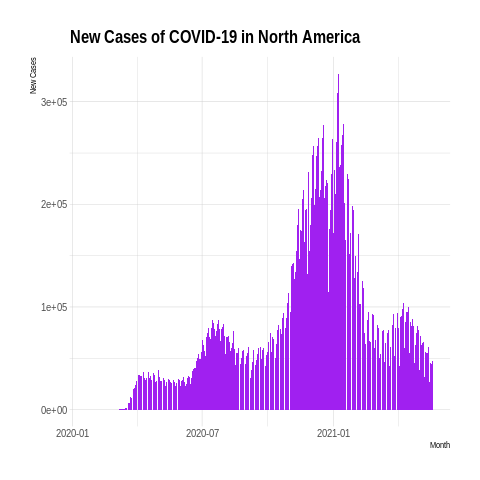 New Cases of COVID-19 in North America
New Cases
3e+05
2e+05
1e+05
0e+00
2020-01 2020-07 2021-01
Month